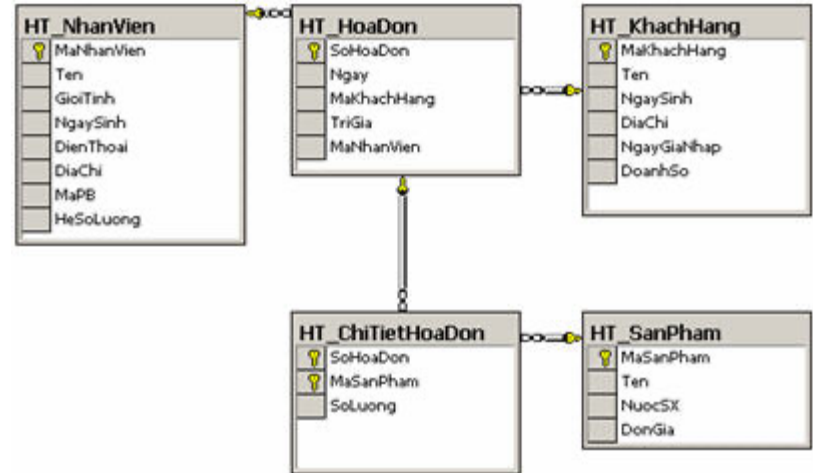 HT_NhanVien
MaNhanVien
Ten
GioiTinh
NgaySinh
DienThoai
DiaChi
MaPB
HeSoLuong
HT_HoaDon
SoHoaDon
Ngay
MaKhachHang
TriGia
MaNhanVien
HT_KhachHang
MaKhachHang
Ten
NgaySinh
DiaChi
NgayGiaNhap
DoanhSo
HT_ChiTietHoaDon
SoHoaDon
MaSanPham
SoLuong
HT_SanPham
MaSanPham
Ten
NuocSX
DonGia